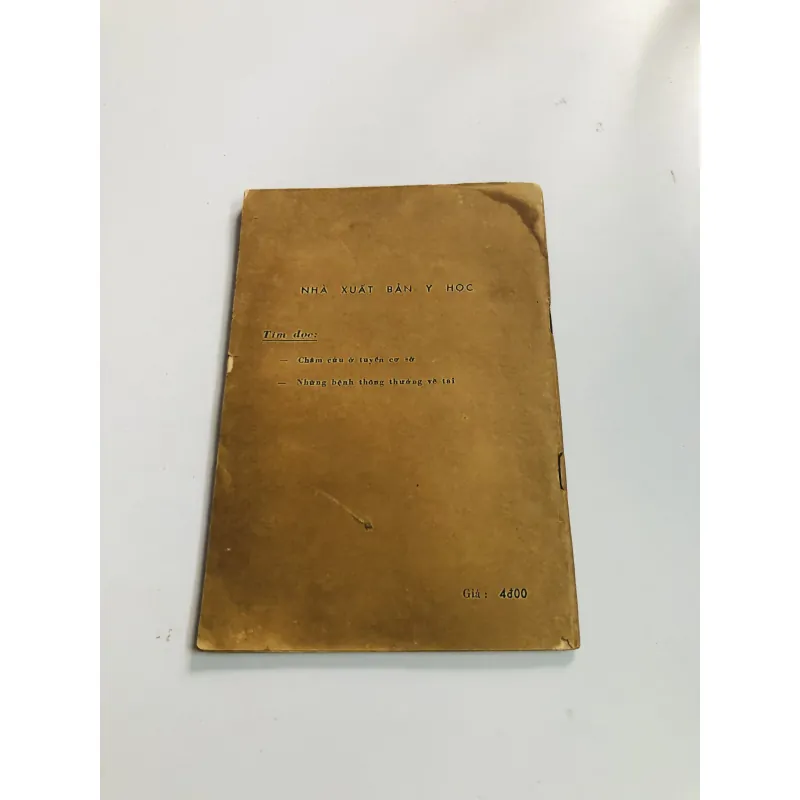 NHÀ XUẤT BẢN Y HỌC
Tìm đọc:
— Châm cứu ở tuyến cơ sở
— Những bệnh thông thường về tai
Giá : 4đ00